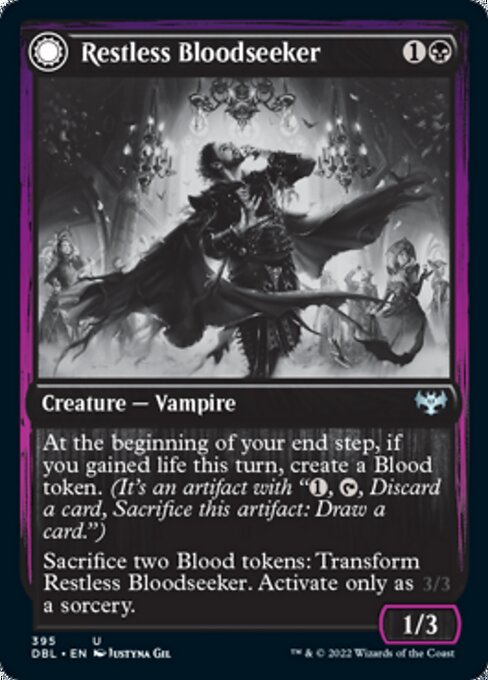 Restless Bloodseeker 1
Creature — Vampire
At the beginning of your end step, if
you gained life this turn, create a Blood
token. (It's an artifact with “1, , Discard
a card, Sacrifice this artifact: Draw a
card.”)
Sacrifice two Blood tokens: Transform
Restless Bloodseeker. Activate only as 3/3
a sorcery.
1/3
395 U
DBL • EN Justyna Gil ™ & © 2022 Wizards of the Coast